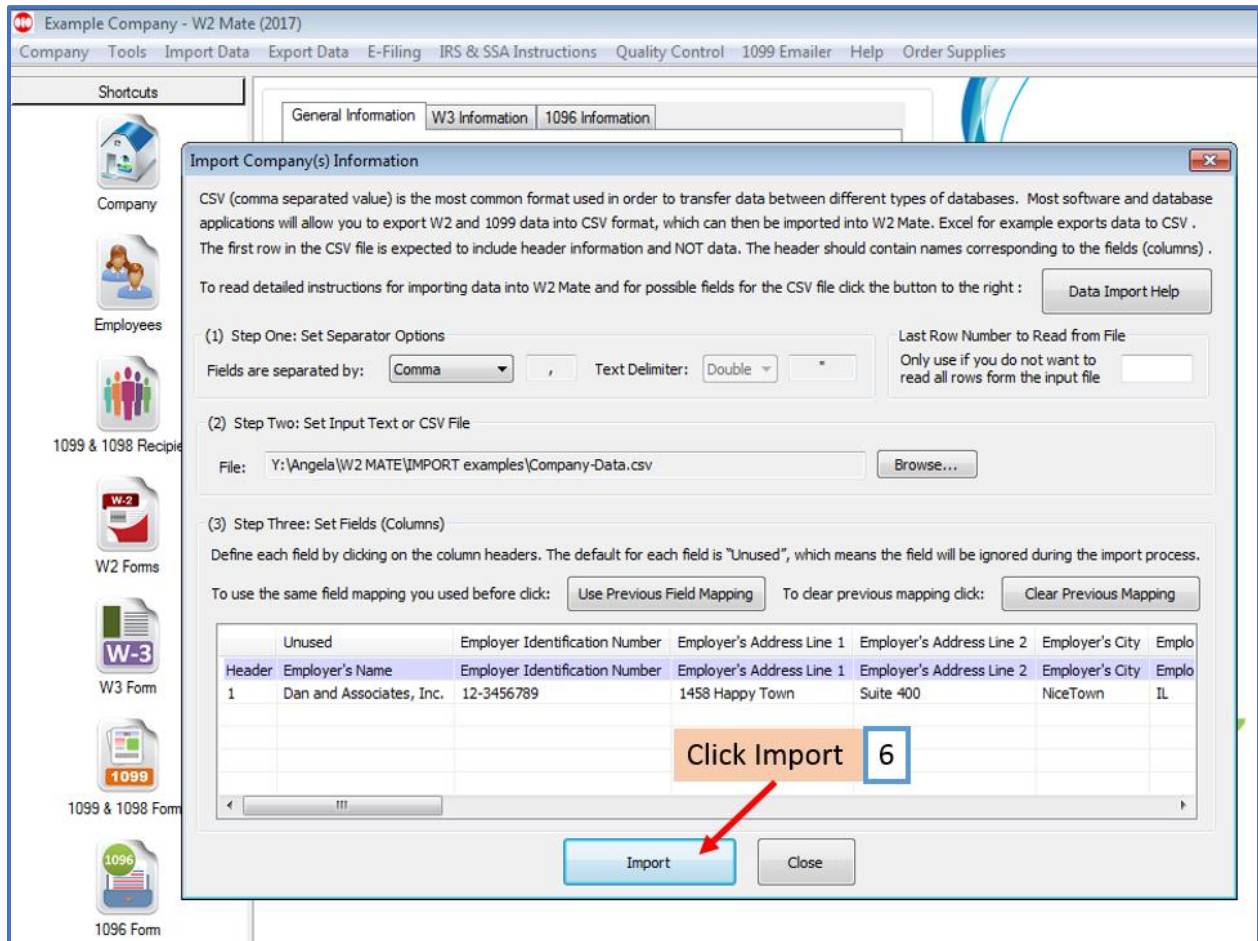 Example Company - W2 Mate (2017)
Company Tools Import Data Export Data E-Filing IRS & SSA Instructions Quality Control 1099 Emailer Help Order Supplies
Shortcuts
Company
Employees
1099 & 1098 Recipie
W-2
W2 Forms
W-3
W3 Form
1099
1099 & 1098 Form
1096
1096 Form
General Information W3 Information 1096 Information
Import Company(s) Information
CSV (comma separated value) is the most common format used in order to transfer data between different types of databases. Most software and database
applications will allow you to export W2 and 1099 data into CSV format, which can then be imported into W2 Mate. Excel for example exports data to CSV .
The first row in the CSV file is expected to include header information and NOT data. The header should contain names corresponding to the fields (columns) .
To read detailed instructions for importing data into W2 Mate and for possible fields for the CSV file click the button to the right : Data Import Help
(1) Step One: Set Separator Options
Fields are separated by: Comma , Text Delimiter: Double "
Last Row Number to Read from File
Only use if you do not want to
read all rows form the input file
(2) Step Two: Set Input Text or CSV File
File: Y:\Angela\W2 MATE\IMPORT examples\Company-Data.csv Browse...
(3) Step Three: Set Fields (Columns)
Define each field by clicking on the column headers. The default for each field is "Unused", which means the field will be ignored during the import process.
To use the same field mapping you used before click: Use Previous Field Mapping To clear previous mapping click: Clear Previous Mapping
Unused Employer Identification Number Employer's Address Line 1 Employer's Address Line 2 Employer's City Emplo
Header Employer's Name Employer Identification Number Employer's Address Line 1 Employer's Address Line 2 Employer's City Emplo
1 Dan and Associates, Inc. 12-3456789 1458 Happy Town Suite 400 NiceTown IL
Click Import 6
Import Close